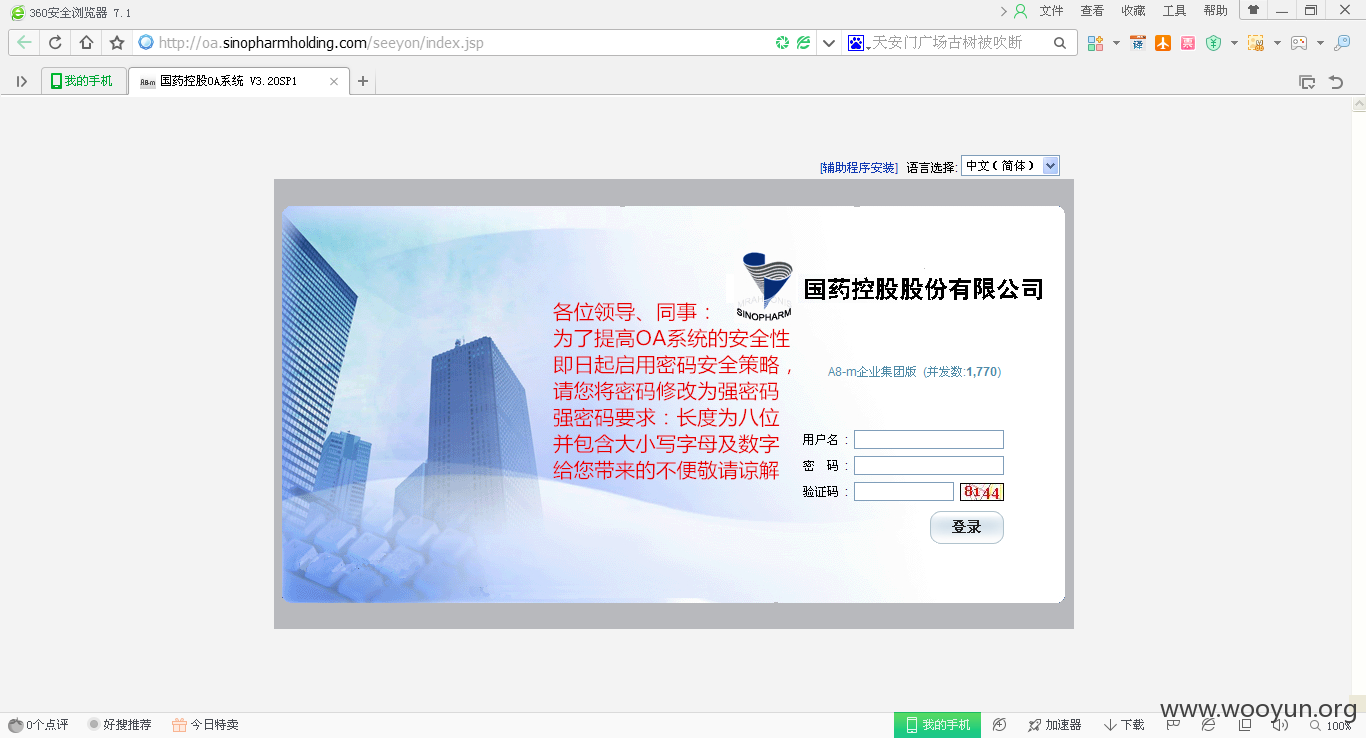 360安全浏览器 7.1
文件 查看 收藏 工具 帮助
http://oa.sinopharmholding.com/seeyon/index.jsp
天安门广场古树被吹断
译
票
我的手机
A8-m 国药控股OA系统 V3.20SP1
[辅助程序安装] 语言选择: 中文(简体)
SINOPHARM
国药控股股份有限公司
各位领导、同事：
为了提高OA系统的安全性
即日起启用密码安全策略，
请您将密码修改为强密码
强密码要求：长度为八位
并包含大小写字母及数字
给您带来的不便敬请谅解
A8-m企业集团版 (并发数:1,770)
用户名：
密 码：
验证码： 8144
登录
www.wooyun.org
0个点评 好搜推荐 今日特卖 我的手机 加速器 下载 100%